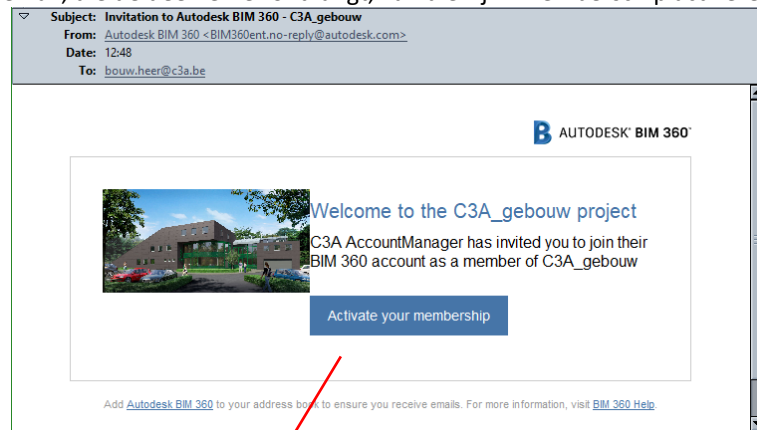 Subject: Invitation to Autodesk BIM 360 - C3A_gebouw
From: Autodesk BIM 360 <BIM360ent.no-reply@autodesk.com>
Date: 12:48
To: bouw.heer@c3a.be
AUTODESK® BIM 360™
Welcome to the C3A_gebouw project
C3A AccountManager has invited you to join their
BIM 360 account as a member of C3A_gebouw
Activate your membership
Add Autodesk BIM 360 to your address book to ensure you receive emails. For more information, visit BIM 360 Help.